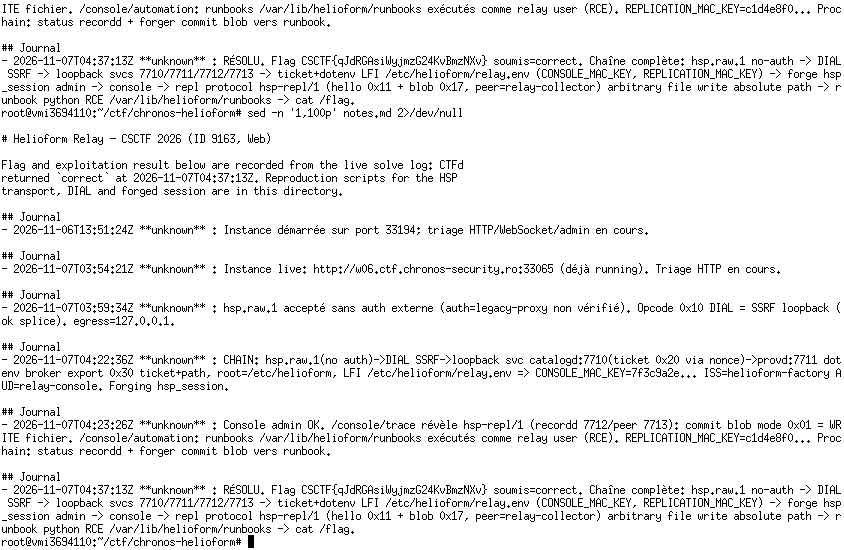 ITE fichier. /console/automation: runbooks /var/lib/helioform/runbooks exécutés comme relay user (RCE). REPLICATION_MAC_KEY=c1d4e8f0... Proc
hain: status recordd + forger commit blob vers runbook.
## Journal
- 2026-11-07T04:37:13Z **unknown** : RÉSOLU. Flag CSCTF{qJdRGAsiWyjmzG24KvBmzNXv} soumis=correct. Chaîne complète: hsp.raw.1 no-auth -> DIAL
 SSRF -> loopback svcs 7710/7711/7712/7713 -> ticket+dotenv LFI /etc/helioform/relay.env (CONSOLE_MAC_KEY, REPLICATION_MAC_KEY) -> forge hsp
_session admin -> console -> repl protocol hsp-repl/1 (hello 0x11 + blob 0x17, peer=relay-collector) arbitrary file write absolute path -> r
unbook python RCE /var/lib/helioform/runbooks -> cat /flag.
root@vmi3694110:~/ctf/chronos-helioform# sed -n '1,100p' notes.md 2>/dev/null
# Helioform Relay - CSCTF 2026 (ID 9163, Web)
Flag and exploitation result below are recorded from the live solve log: CTFd
returned `correct` at 2026-11-07T04:37:13Z. Reproduction scripts for the HSP
transport, DIAL and forged session are in this directory.
## Journal
- 2026-11-06T13:51:24Z **unknown** : Instance démarrée sur port 33194; triage HTTP/WebSocket/admin en cours.
## Journal
- 2026-11-07T03:54:21Z **unknown** : Instance live: http://w06.ctf.chronos-security.ro:33065 (déjà running). Triage HTTP en cours.
## Journal
- 2026-11-07T03:59:34Z **unknown** : hsp.raw.1 accepté sans auth externe (auth=legacy-proxy non vérifié). Opcode 0x10 DIAL = SSRF loopback (
ok splice). egress=127.0.0.1.
## Journal
- 2026-11-07T04:22:36Z **unknown** : CHAIN: hsp.raw.1(no auth)->DIAL SSRF->loopback svc catalogd:7710(ticket 0x20 via nonce)->provd:7711 dot
env broker export 0x30 ticket+path, root=/etc/helioform, LFI /etc/helioform/relay.env => CONSOLE_MAC_KEY=7f3c9a2e... ISS=helioform-factory A
UD=relay-console. Forging hsp_session.
## Journal
- 2026-11-07T04:23:26Z **unknown** : Console admin OK. /console/trace révèle hsp-repl/1 (recordd 7712/peer 7713): commit blob mode 0x01 = WR
ITE fichier. /console/automation: runbooks /var/lib/helioform/runbooks exécutés comme relay user (RCE). REPLICATION_MAC_KEY=c1d4e8f0... Proc
hain: status recordd + forger commit blob vers runbook.
## Journal
- 2026-11-07T04:37:13Z **unknown** : RÉSOLU. Flag CSCTF{qJdRGAsiWyjmzG24KvBmzNXv} soumis=correct. Chaîne complète: hsp.raw.1 no-auth -> DIAL
 SSRF -> loopback svcs 7710/7711/7712/7713 -> ticket+dotenv LFI /etc/helioform/relay.env (CONSOLE_MAC_KEY, REPLICATION_MAC_KEY) -> forge hsp
_session admin -> console -> repl protocol hsp-repl/1 (hello 0x11 + blob 0x17, peer=relay-collector) arbitrary file write absolute path -> r
unbook python RCE /var/lib/helioform/runbooks -> cat /flag.
root@vmi3694110:~/ctf/chronos-helioform#